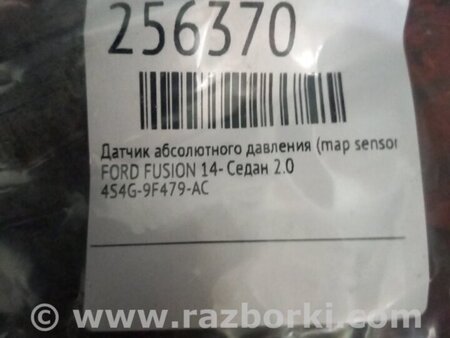 256370
Датчик абсолютного давления (map sensor
FORD FUSION 14- Седан 2.0
4S4G-9F479-AC
© www.razborki.com